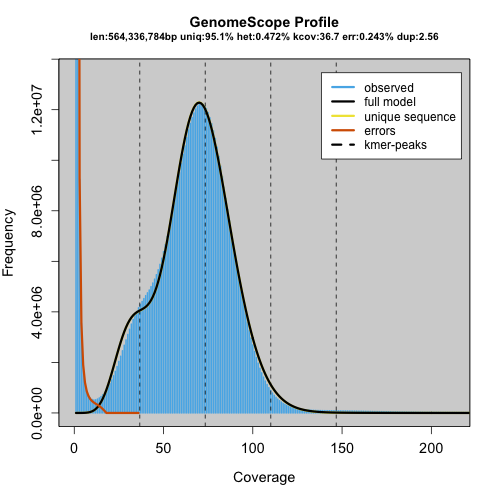 GenomeScope Profile
len:564,336,784bp uniq:95.1% het:0.472% kcov:36.7 err:0.243% dup:2.56
observed
full model
unique sequence
errors
kmer-peaks
Frequency
1.2e+07
8.0e+06
4.0e+06
0.0e+00
0 50 100 150 200
Coverage